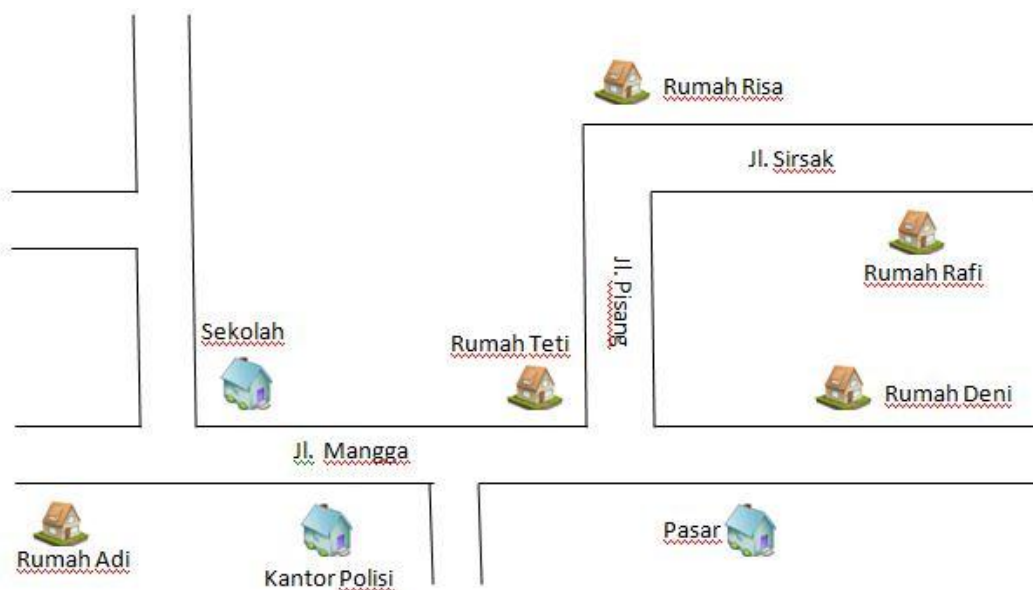 Rumah Risa
Jl. Sirsak
Rumah Rafi
Jl. Pisang
Sekolah
Rumah Teti
Rumah Deni
Jl. Mangga
Pasar
Rumah Adi
Kantor Polisi